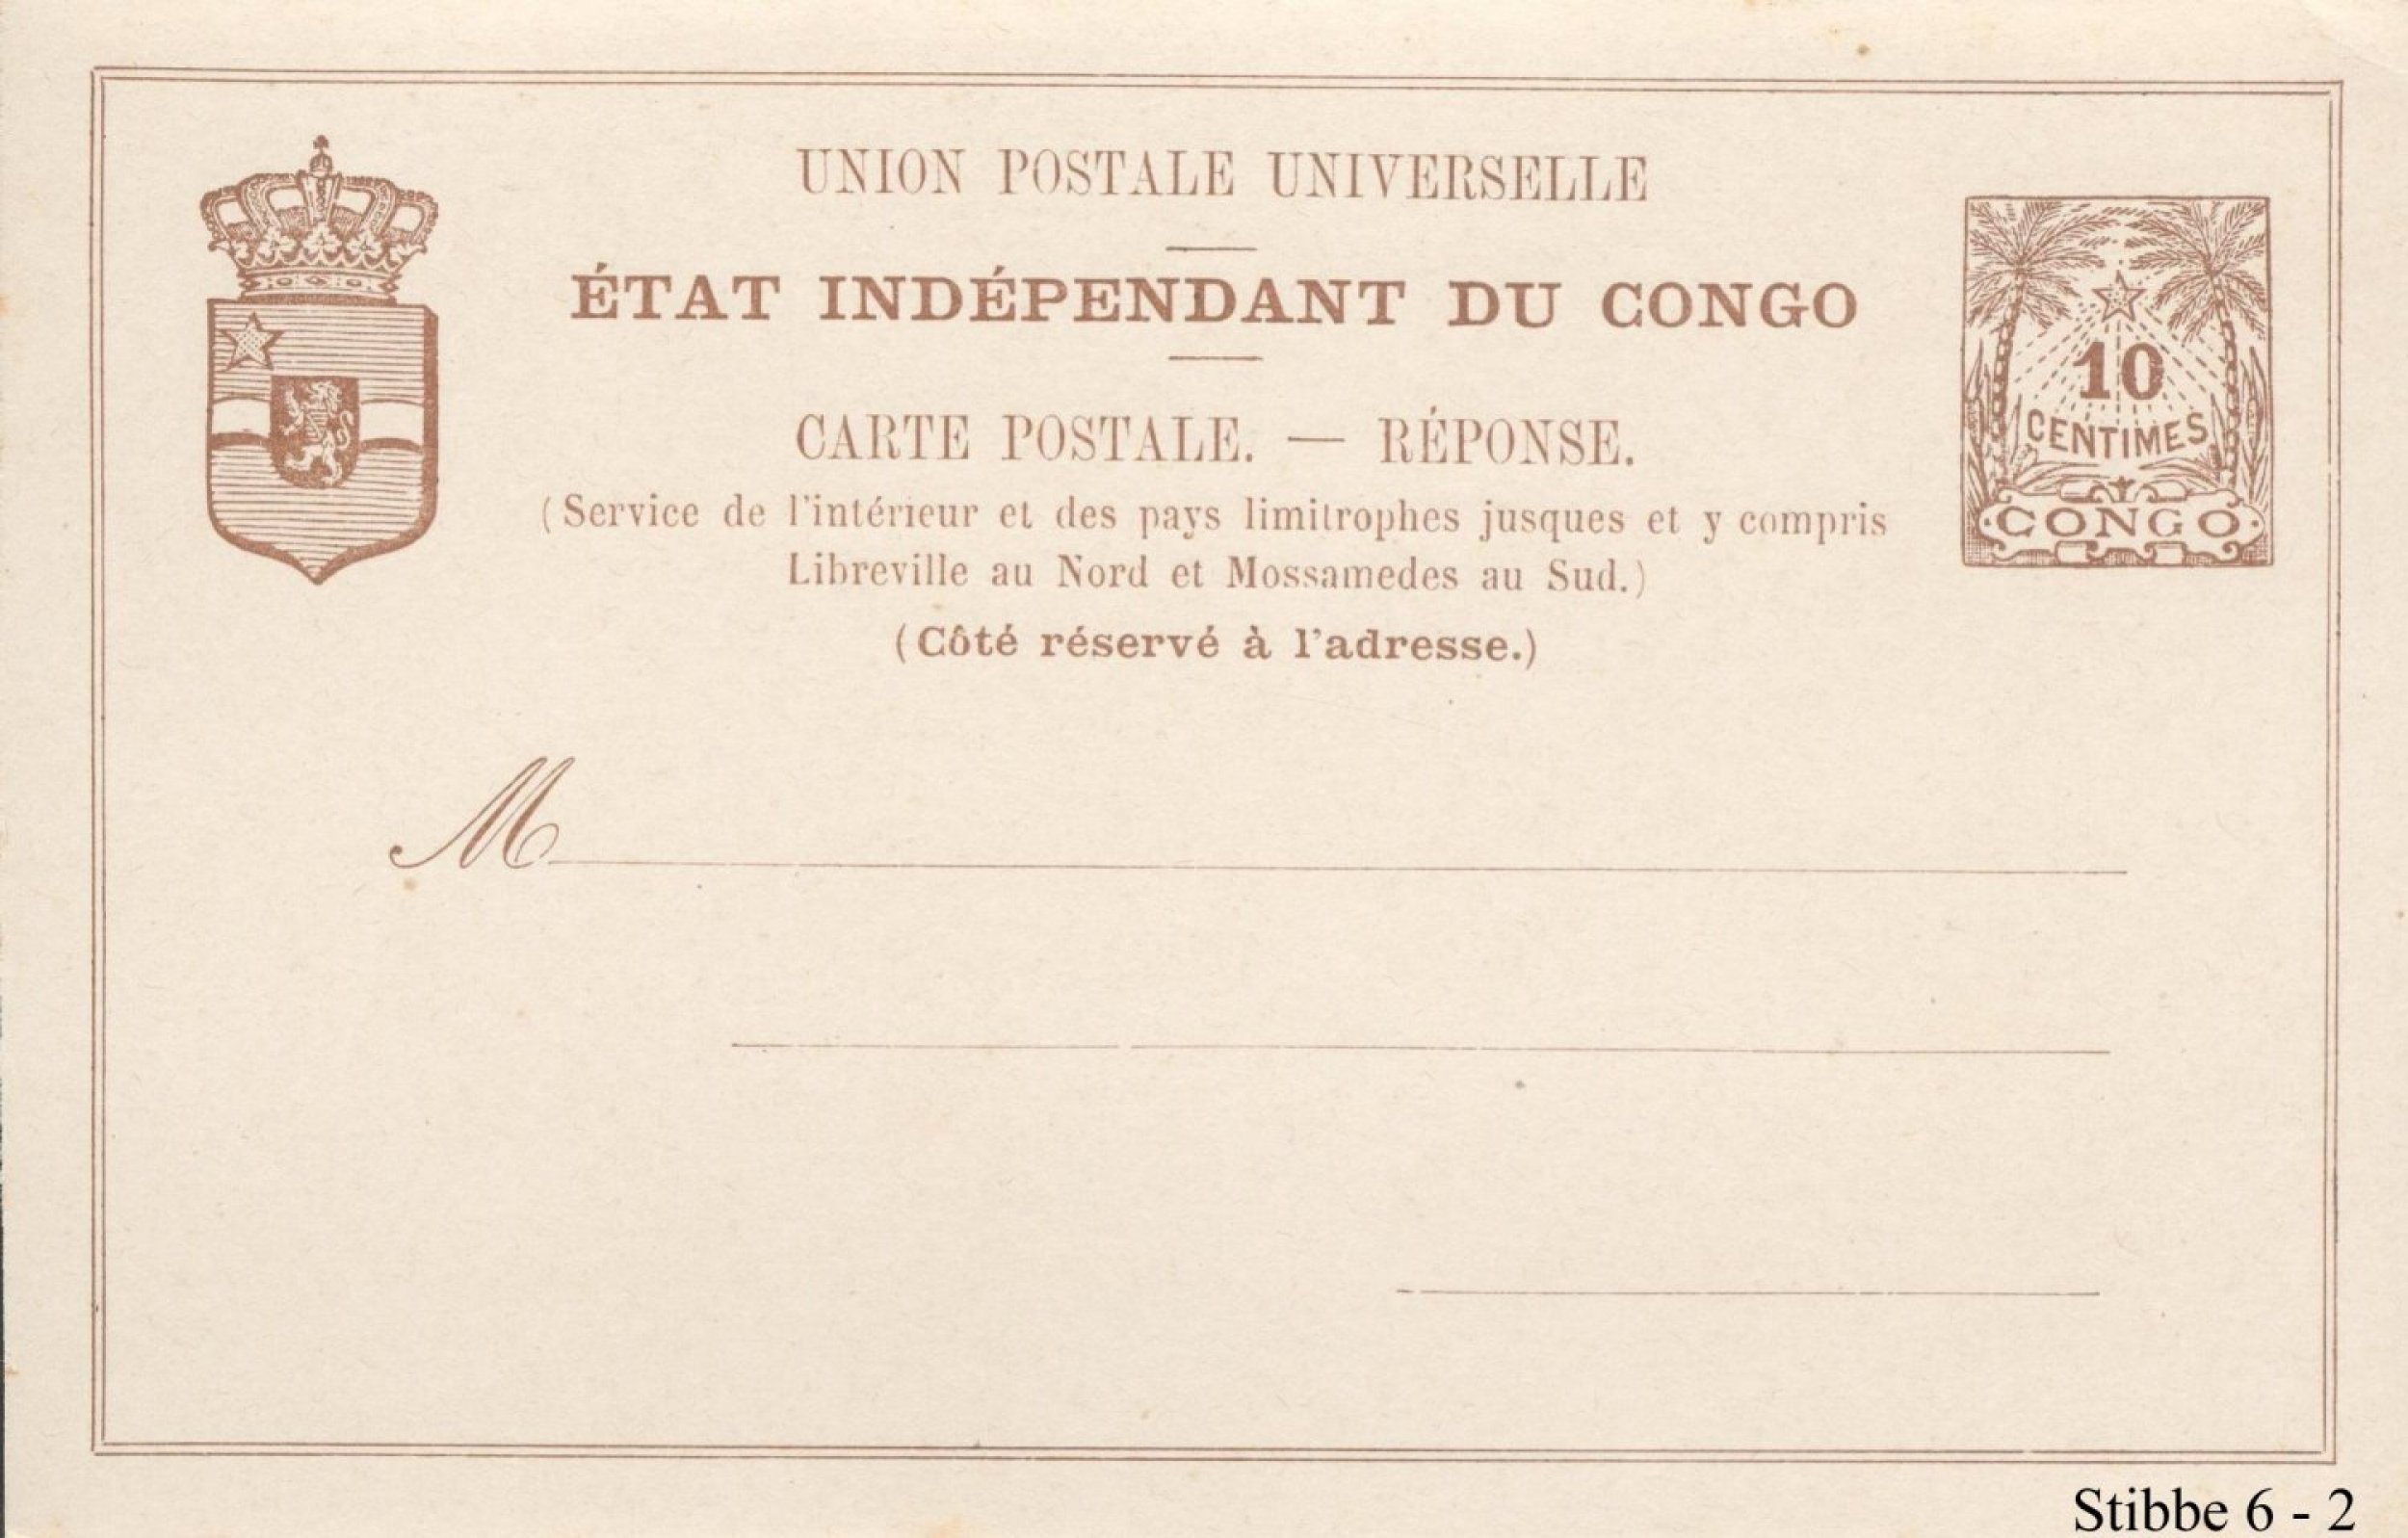 UNION POSTALE UNIVERSELLE
ÉTAT INDÉPENDANT DU CONGO
CARTE POSTALE. — RÉPONSE.
(Service de l'intérieur et des pays limitrophes jusques et y compris
Libreville au Nord et Mossamedes au Sud.)
(Côté réservé à l'adresse.)
10
CENTIMES
CONGO
M
Stibbe 6 - 2